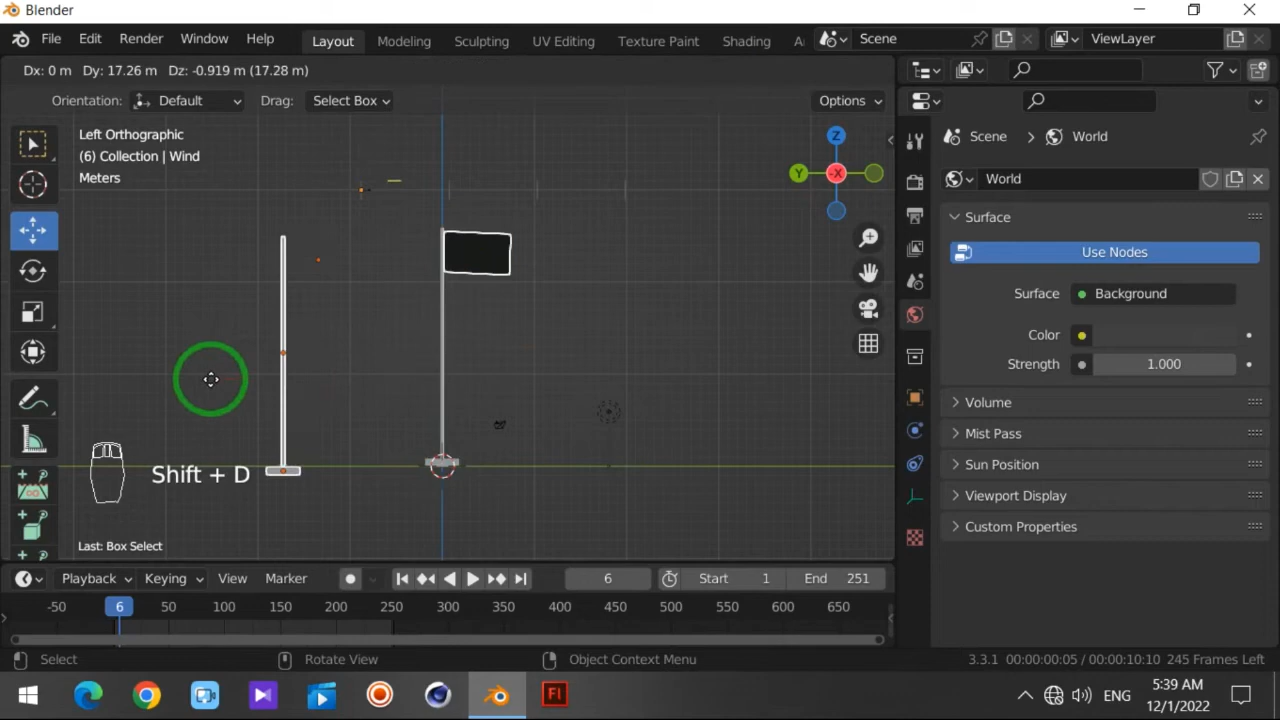 Blender
File Edit Render Window Help Layout Modeling Sculpting UV Editing Texture Paint Shading A Scene ViewLayer
Dx: 0 m Dy: 17.26 m Dz: -0.919 m (17.28 m)
Orientation: Default Drag: Select Box Options
Left Orthographic
(6) Collection | Wind
Meters
Z
Y
-X
Scene World
World
Surface
Use Nodes
Surface Background
Color
Strength 1.000
Volume
Mist Pass
Sun Position
Viewport Display
Custom Properties
Shift + D
Last: Box Select
Playback Keying View Marker 6 Start 1 End 251
-50 6 50 100 150 200 250 300 350 400 450 500 550 600 650
Select Rotate View Object Context Menu 3.3.1 00:00:00:05 / 00:00:10:10 245 Frames Left
Fl ENG 5:39 AM
12/1/2022